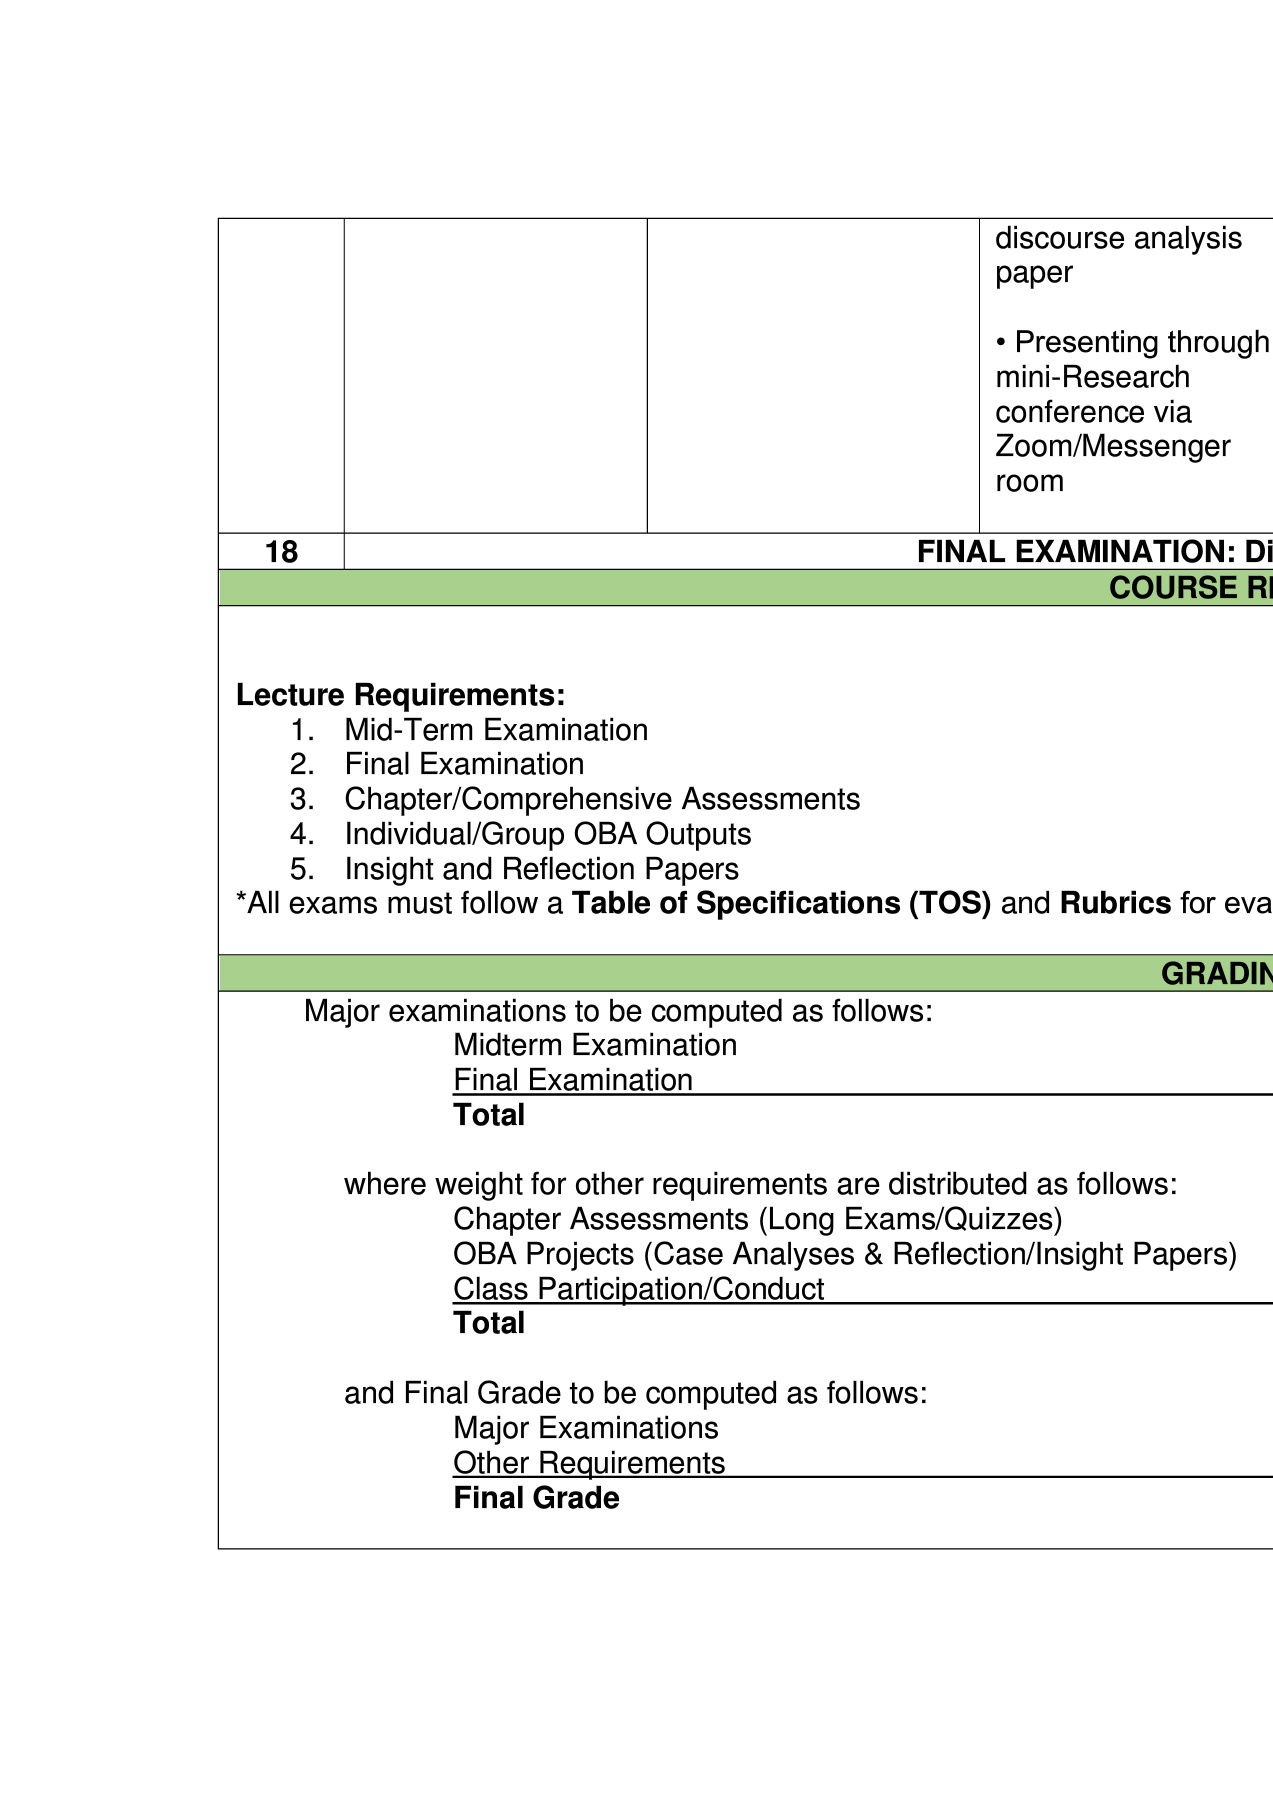 discourse analysis
paper
• Presenting through
mini-Research
conference via
Zoom/Messenger
room
18
FINAL EXAMINATION: Di
COURSE RE
Lecture Requirements:
1. Mid-Term Examination
2. Final Examination
3. Chapter/Comprehensive Assessments
4. Individual/Group OBA Outputs
5. Insight and Reflection Papers
*All exams must follow a Table of Specifications (TOS) and Rubrics for eva
GRADIN
Major examinations to be computed as follows:
Midterm Examination
Final Examination
Total
where weight for other requirements are distributed as follows:
Chapter Assessments (Long Exams/Quizzes)
OBA Projects (Case Analyses & Reflection/Insight Papers)
Class Participation/Conduct
Total
and Final Grade to be computed as follows:
Major Examinations
Other Requirements
Final Grade